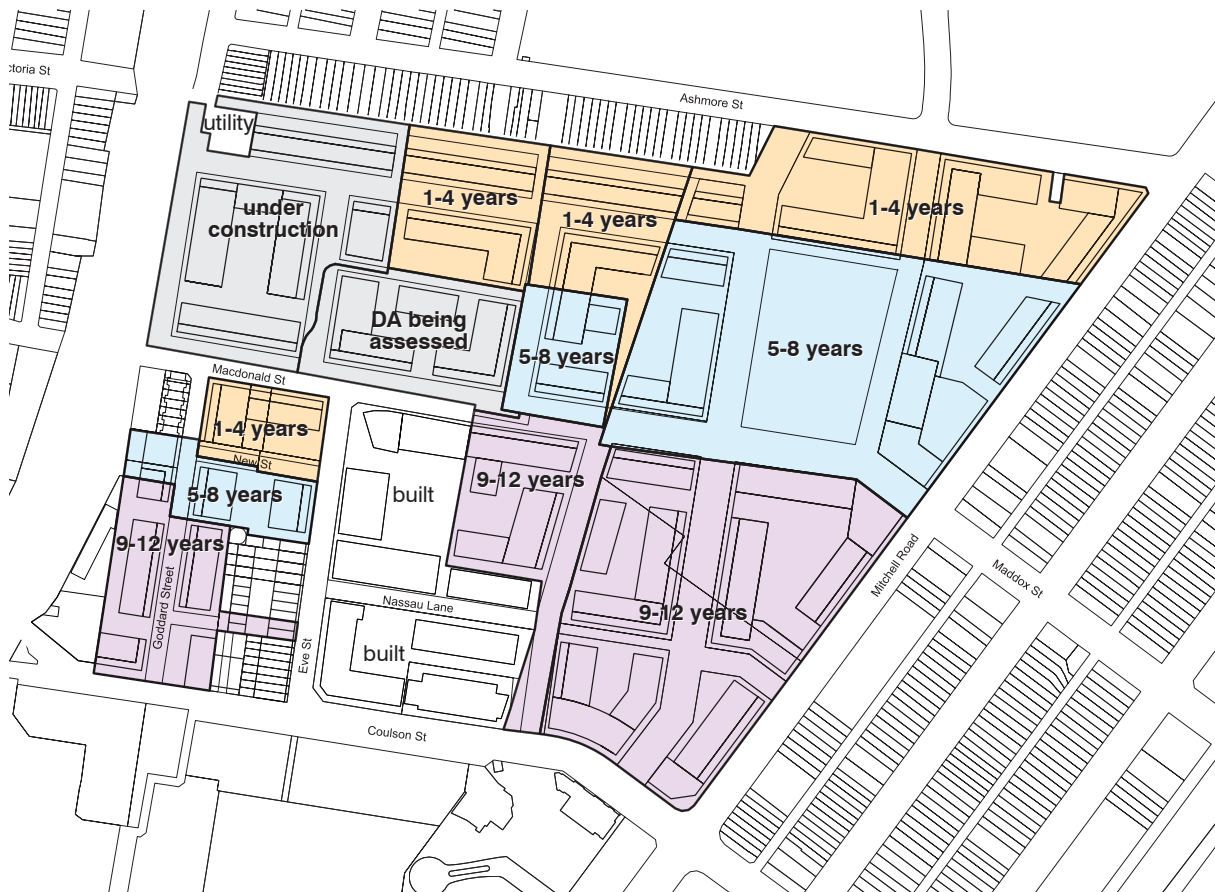 ctoria St
Ashmore St
utility
1-4 years
under
construction
1-4 years
1-4 years
DA being
assessed
5-8 years
5-8 years
Macdonald St
1-4 years
New St
5-8 years
built
9-12 years
9-12 years
Goddard Street
Eve St
Nassau Lane
built
9-12 years
Mitchell Road
Maddox St
Coulson St